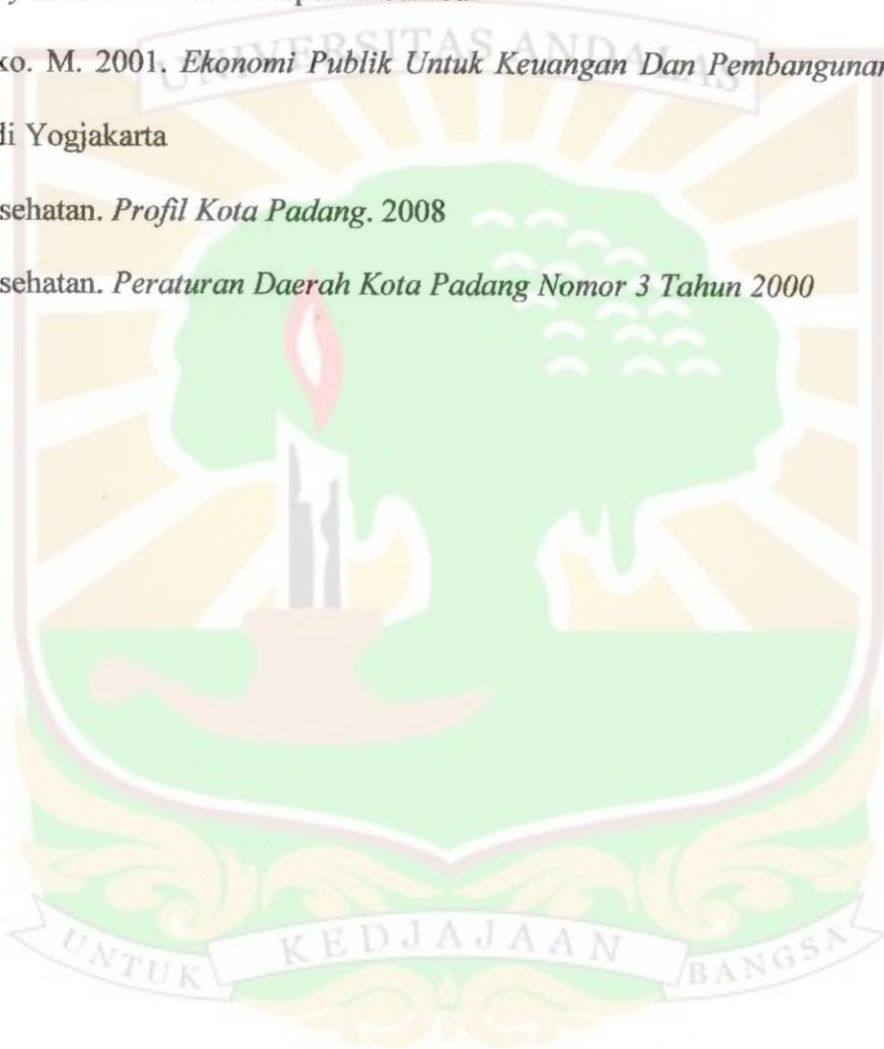 xo. M. 2001. Ekonomi Publik Untuk Keuangan Dan Pembangunan
di Yogjakarta
sehatan. Profil Kota Padang. 2008
sehatan. Peraturan Daerah Kota Padang Nomor 3 Tahun 2000
UNIVERSITAS ANDALAS
UNTUK KEDJAJAAN BANGSA